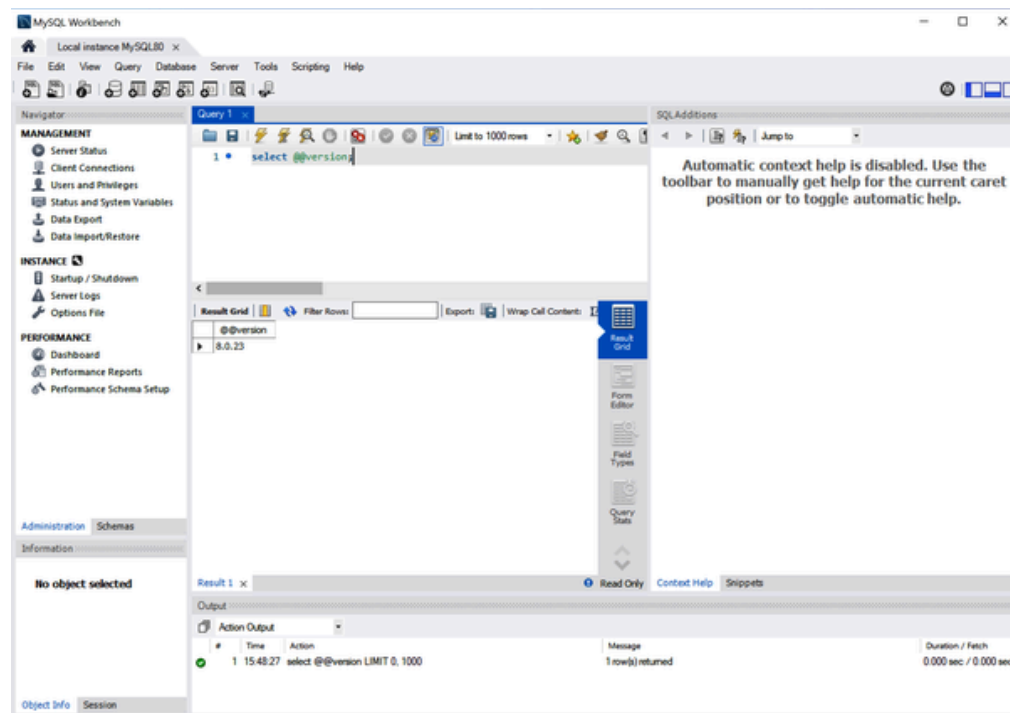 MySQL Workbench
Local instance MySQL80
File Edit View Query Database Server Tools Scripting Help
Navigator
MANAGEMENT
Server Status
Client Connections
Users and Privileges
Status and System Variables
Data Export
Data Import/Restore
INSTANCE
Startup / Shutdown
Server Logs
Options File
PERFORMANCE
Dashboard
Performance Reports
Performance Schema Setup
Administration Schemas
Information
No object selected
Object Info Session
Query 1
Limit to 1000 rows
1 select @@version;
Result Grid Filter Rows: Export: Wrap Cell Content:
@@version
8.0.23
Result
Grid
Form
Editor
Field
Types
Query
Stats
Result 1 Read Only
SQLAdditions
Jump to
Automatic context help is disabled. Use the
toolbar to manually get help for the current caret
position or to toggle automatic help.
Context Help Snippets
Output
Action Output
# Time Action Message Duration / Fetch
1 15:48:27 select @@version LIMIT 0, 1000 1 row(s) returned 0.000 sec / 0.000 sec